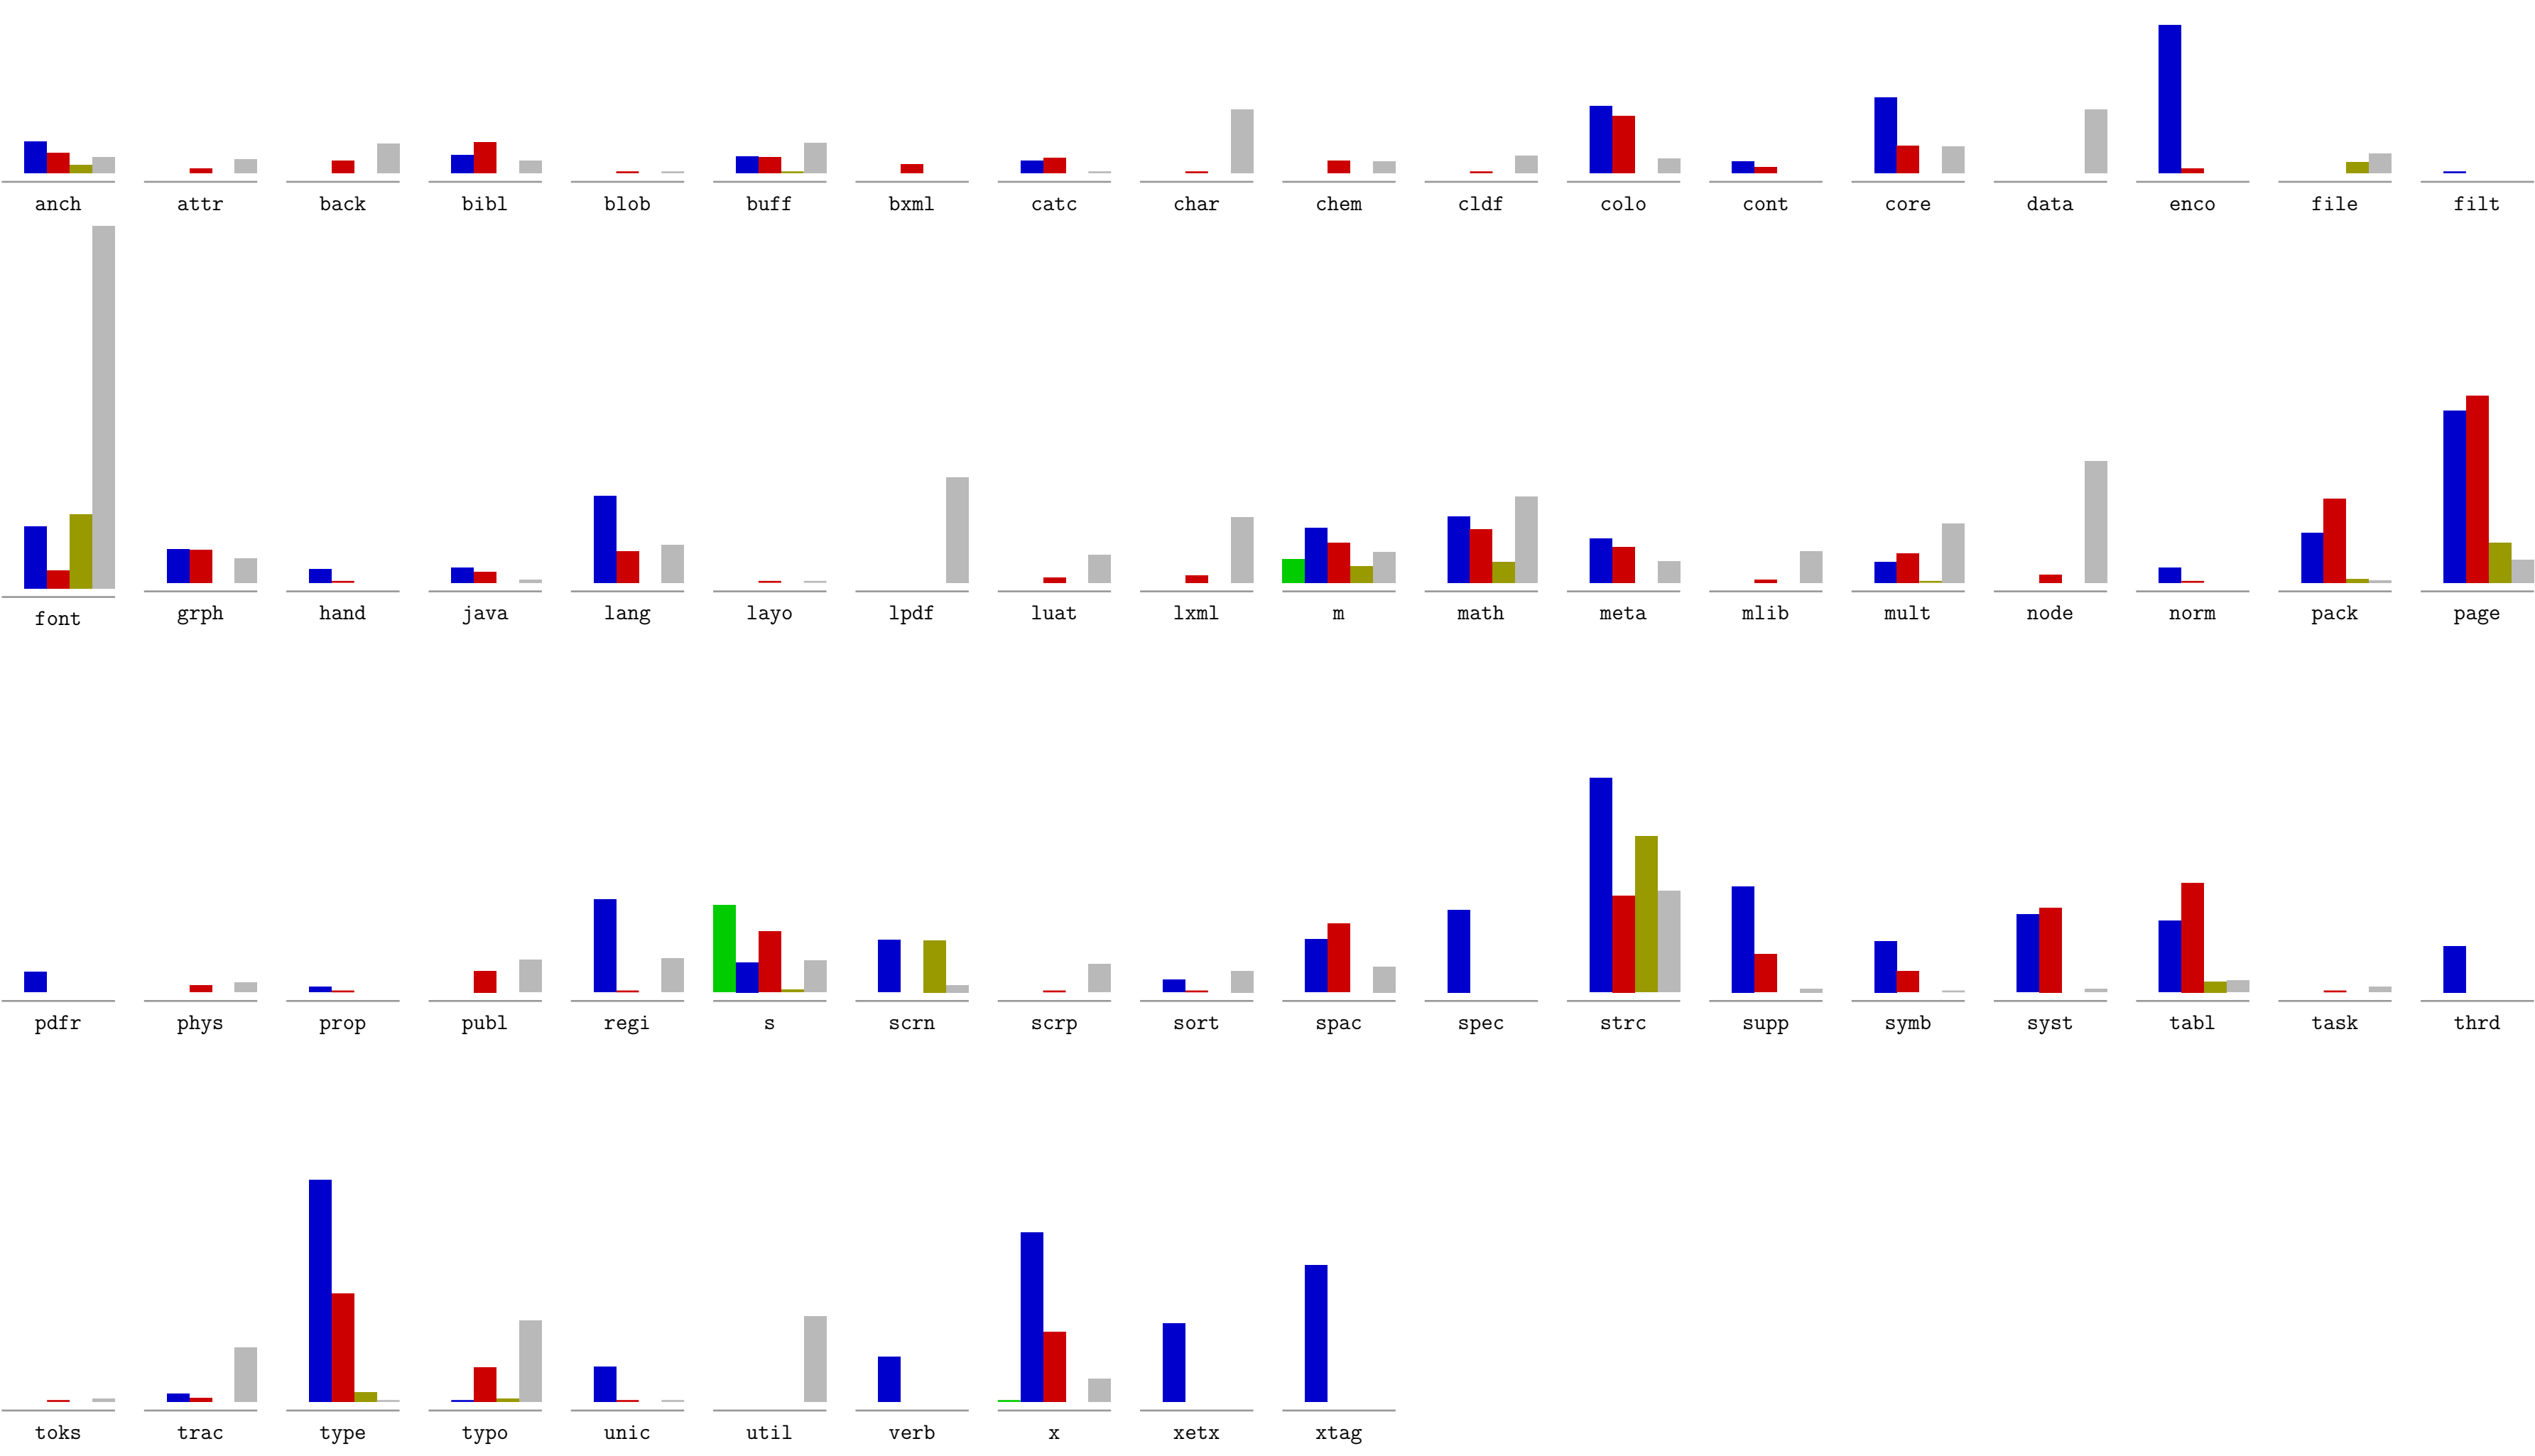 anch attr back bibl blob buff bxml catc char chem cldf colo cont core data enco file filt
font grph hand java lang layo lpdf luat lxml m math meta mlib mult node norm pack page
pdfr phys prop publ regi s scrn scrp sort spac spec strc supp symb syst tabl task thrd
toks trac type typo unic util verb x xetx xtag